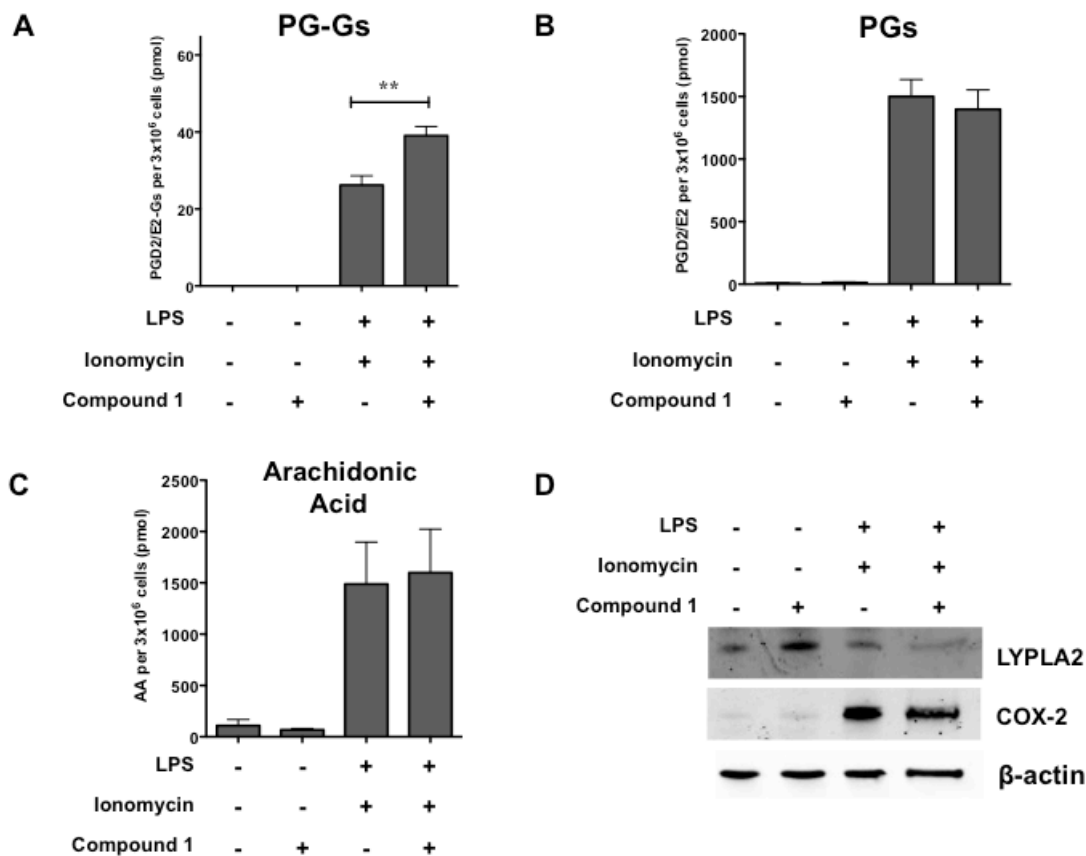 A
PG-Gs
PGD2/E2-Gs per 3x10⁶ cells (pmol)
60
40
20
0
**
LPS - - + +
Ionomycin - - + +
Compound 1 - + - +
B
PGs
PGD2/E2 per 3x10⁶ cells (pmol)
2000
1500
1000
500
0
LPS - - + +
Ionomycin - - + +
Compound 1 - + - +
C
Arachidonic
Acid
AA per 3x10⁶ cells (pmol)
2500
2000
1500
1000
500
0
LPS - - + +
Ionomycin - - + +
Compound 1 - + - +
D
LPS - - + +
Ionomycin - - + +
Compound 1 - + - +
LYPLA2
COX-2
β-actin